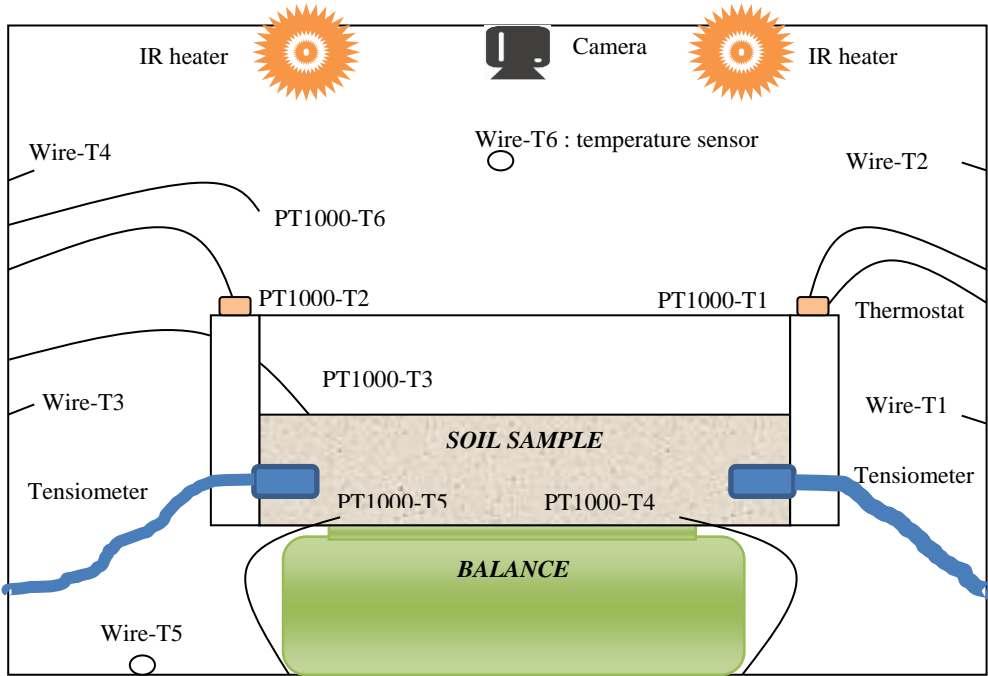 IR heater
Camera
IR heater
Wire-T6 : temperature sensor
Wire-T4
Wire-T2
PT1000-T6
PT1000-T2
PT1000-T1
Thermostat
PT1000-T3
Wire-T3
Wire-T1
SOIL SAMPLE
Tensiometer
Tensiometer
PT1000-T5
PT1000-T4
BALANCE
Wire-T5